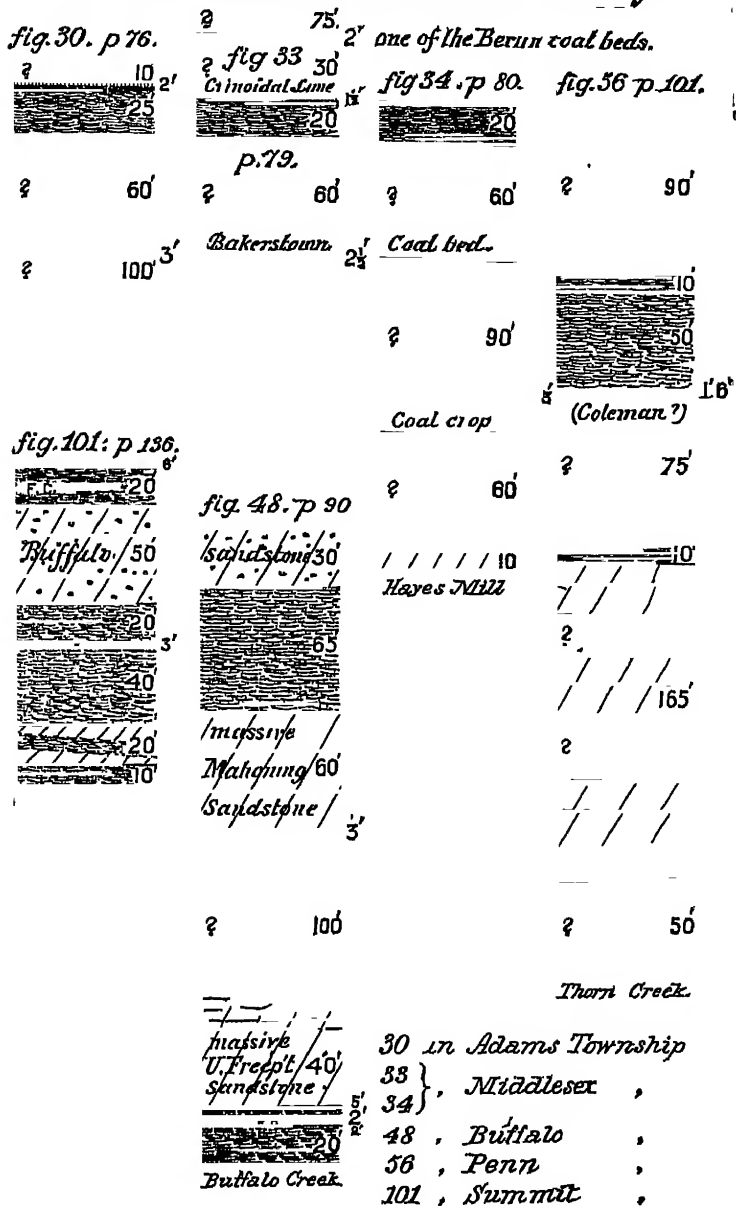 fig. 30. p 76.
? 10
2'
25
? 60'
3'
? 100'
fig. 101: p 136.
6'
F.C. 20
Buffalo. 50'
20
3'
40
20'
10'
? 75'.
2'
? fig 33 30'
Crinoidal Lime
20
p. 79.
? 60'
Bakerstown.
fig. 48. p 90
Sandstone 30'
65
massive
Mahoning 60'
Sandstone
? 100'
massive
U. Freep't. 40'
Sandstone
5'
20'
Buffalo Creek.
one of the Berlin coal beds.
fig 34. p 80.
20'
? 60'
Coal bed.
? 90'
Coal crop
? 60'
10
Hayes Mill
fig. 56 p. 101.
? 90'
10'
50'
1'6"
(Coleman?)
? 75'
10'
?
165'
?
? 50'
Thorn Creek.
30 in Adams Township
33
34 } , Middlesex ,
48 , Buffalo ,
56 , Penn ,
101 , Summit ,